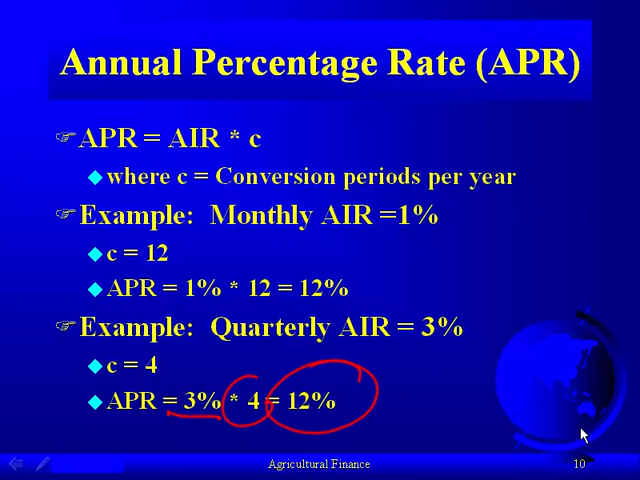 Annual Percentage Rate (APR)
APR = AIR * c
where c = Conversion periods per year
Example: Monthly AIR =1%
c = 12
APR = 1% * 12 = 12%
Example: Quarterly AIR = 3%
c = 4
APR = 3% * 4 = 12%
Agricultural Finance
10